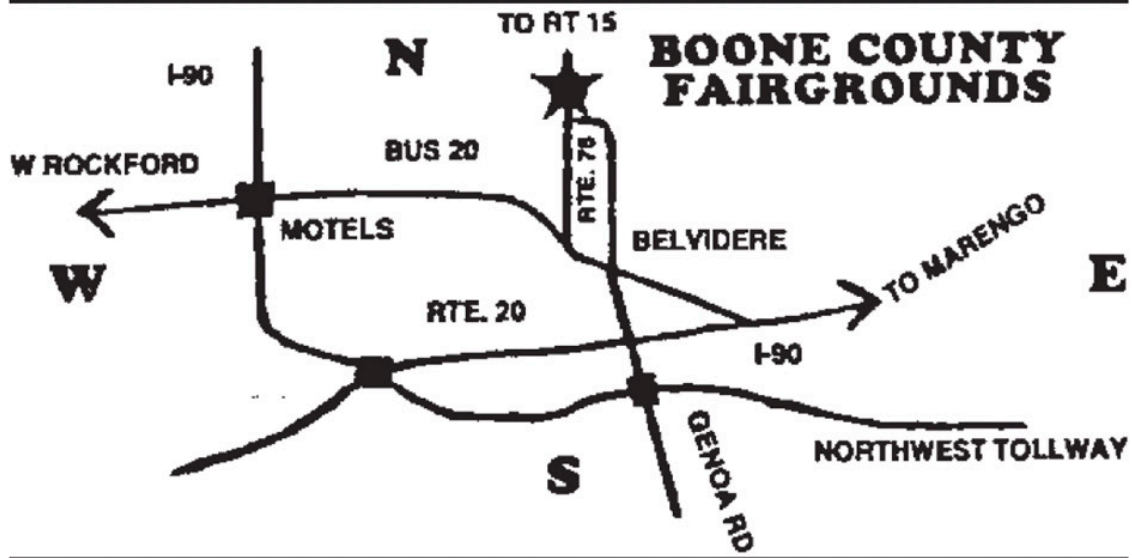 TO RT 15
BOONE COUNTY
FAIRGROUNDS
N
I-90
BUS 20
RTE. 76
W ROCKFORD
MOTELS
BELVIDERE
TO MARENGO
W
E
RTE. 20
I-90
GENOA RD
NORTHWEST TOLLWAY
S